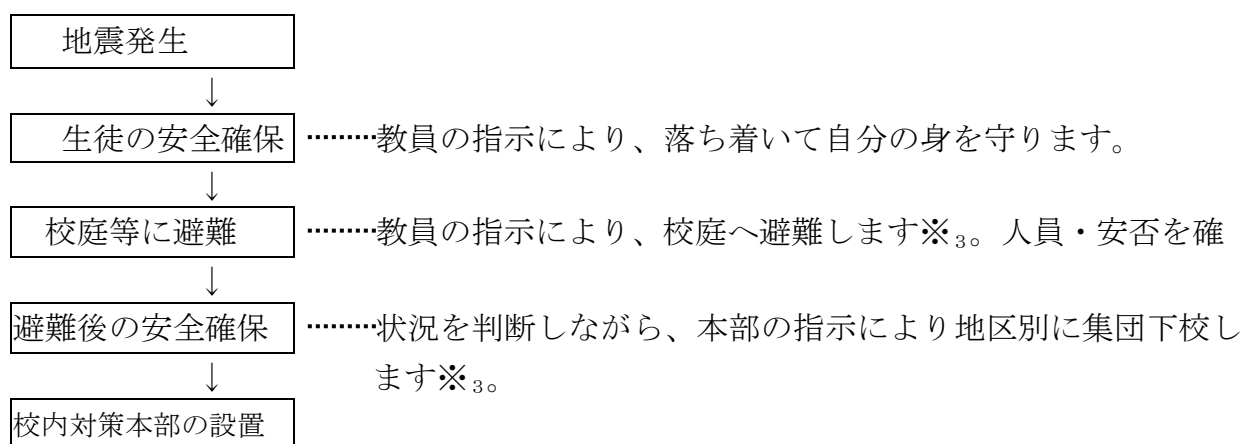 地震発生
↓
生徒の安全確保 ………教員の指示により、落ち着いて自分の身を守ります。
↓
校庭等に避難 ………教員の指示により、校庭へ避難します※₃。人員・安否を確
↓
避難後の安全確保 ………状況を判断しながら、本部の指示により地区別に集団下校し
↓ ます※₃。
校内対策本部の設置